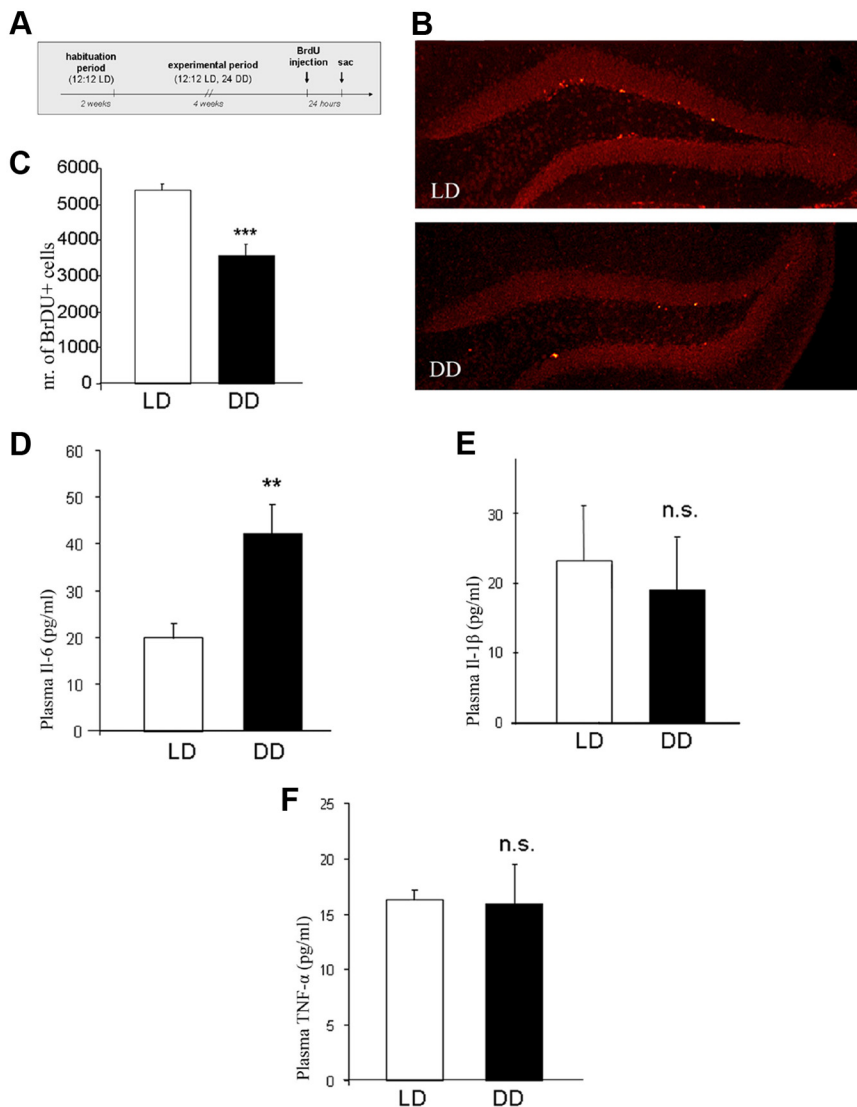 A
habituation
period
(12:12 LD)
experimental period
(12:12 LD, 24 DD)
BrdU
injection
sac
2 weeks
4 weeks
24 hours
B
LD
DD
C
nr. of BrDU+ cells
6000
5000
4000
3000
2000
1000
0
***
LD
DD
D
Plasma Il-6 (pg/ml)
60
50
40
30
20
10
0
**
LD
DD
E
Plasma Il-1β (pg/ml)
30
20
10
0
n.s.
LD
DD
F
Plasma TNF-α (pg/ml)
25
20
15
10
5
0
n.s.
LD
DD